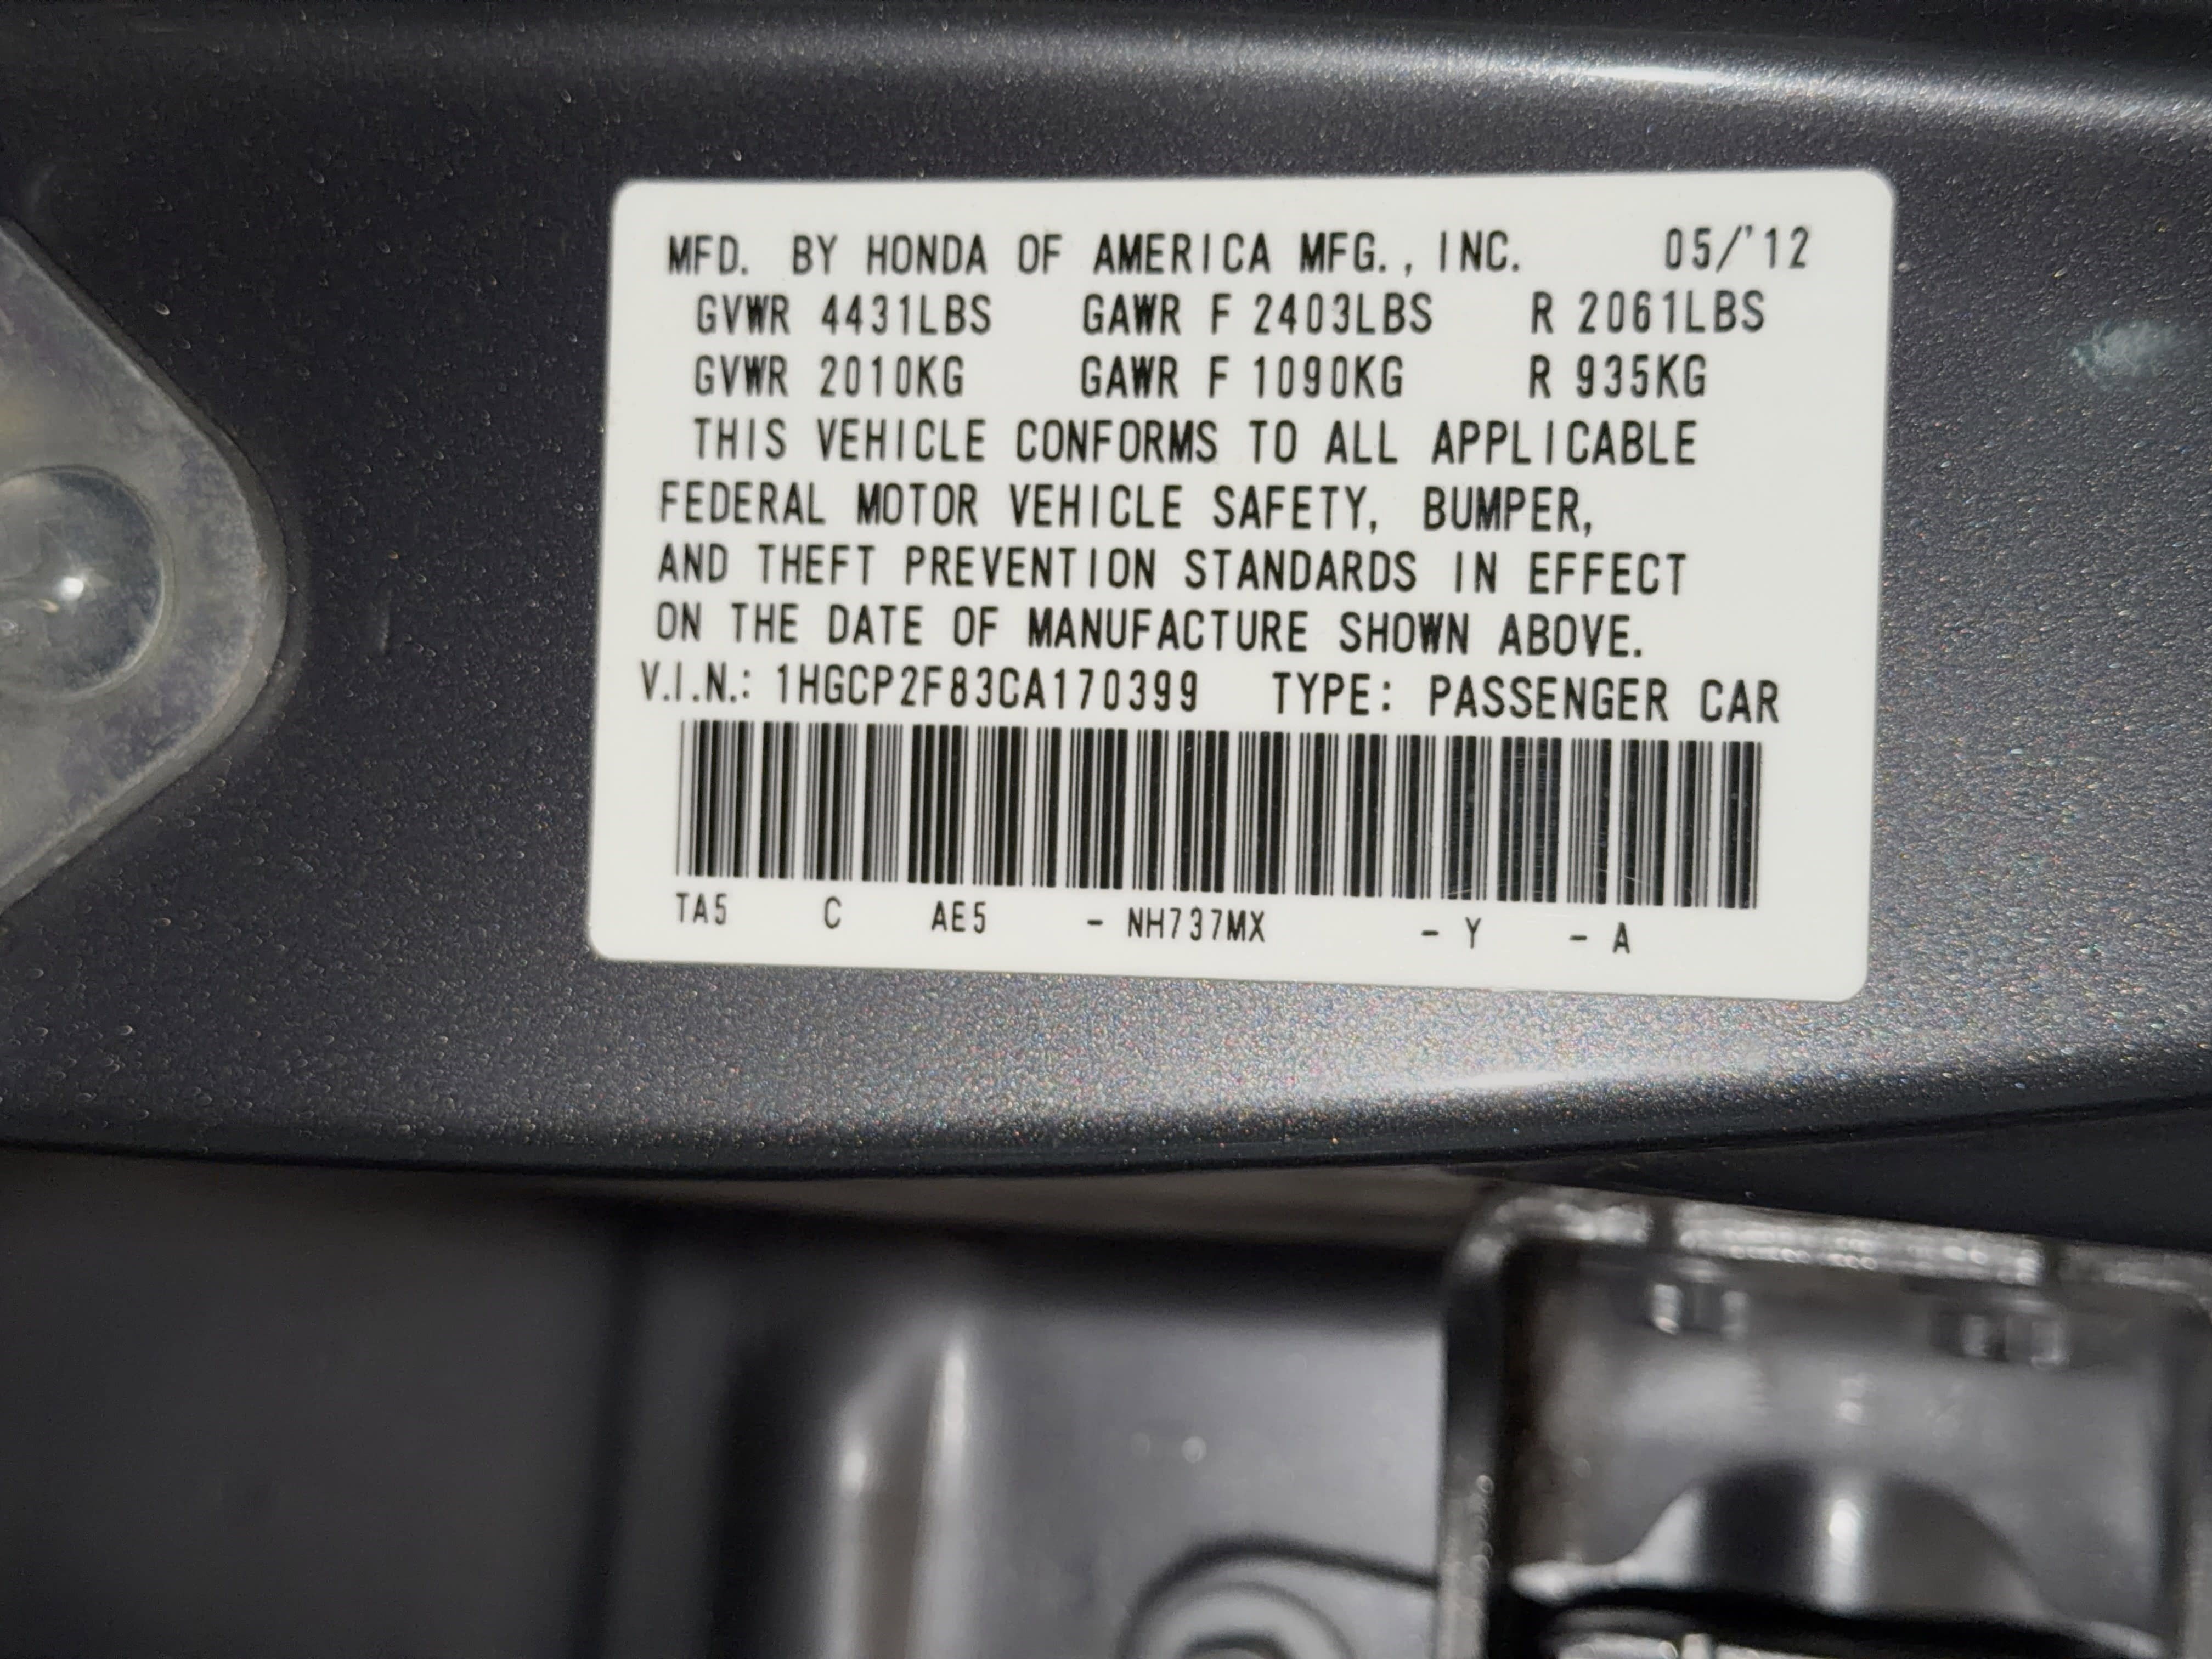 MFD. BY HONDA OF AMERICA MFG., INC. 05/'12
GVWR 4431LBS GAWR F 2403LBS R 2061LBS
GVWR 2010KG GAWR F 1090KG R 935KG
THIS VEHICLE CONFORMS TO ALL APPLICABLE
FEDERAL MOTOR VEHICLE SAFETY, BUMPER,
AND THEFT PREVENTION STANDARDS IN EFFECT
ON THE DATE OF MANUFACTURE SHOWN ABOVE.
V.I.N.: 1HGCP2F83CA170399 TYPE: PASSENGER CAR
TA5 C AE5 - NH737MX - Y - A